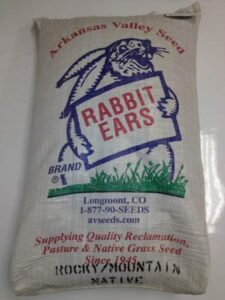 Arkansas Valley Seed
RABBIT
EARS
BRAND ®
Longmont, CO
1-877-90-SEEDS
avseeds.com
Supplying Quality Reclamation,
Pasture & Native Grass Seed
Since 1945
ROCKY/MOUNTAIN
NATIVE